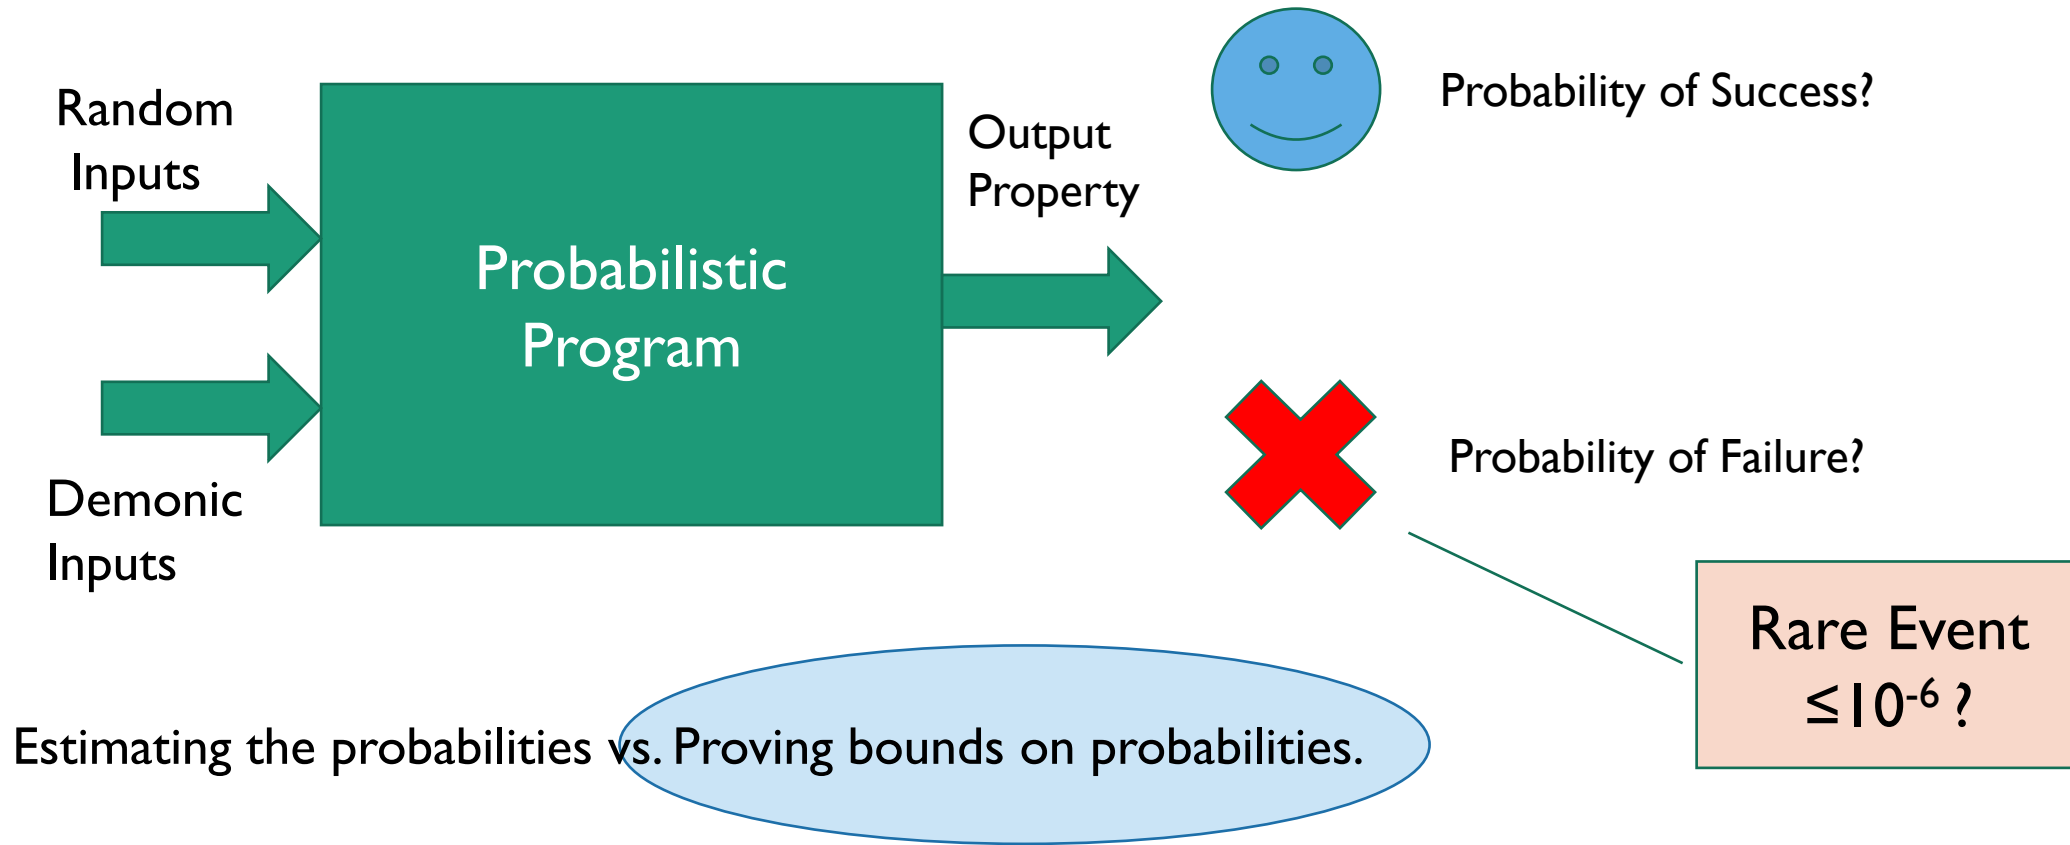 Random
Inputs
Demonic
Inputs
Probabilistic
Program
Output
Property
Probability of Success?
Probability of Failure?
Rare Event
≤10⁻⁶ ?
Estimating the probabilities vs. Proving bounds on probabilities.